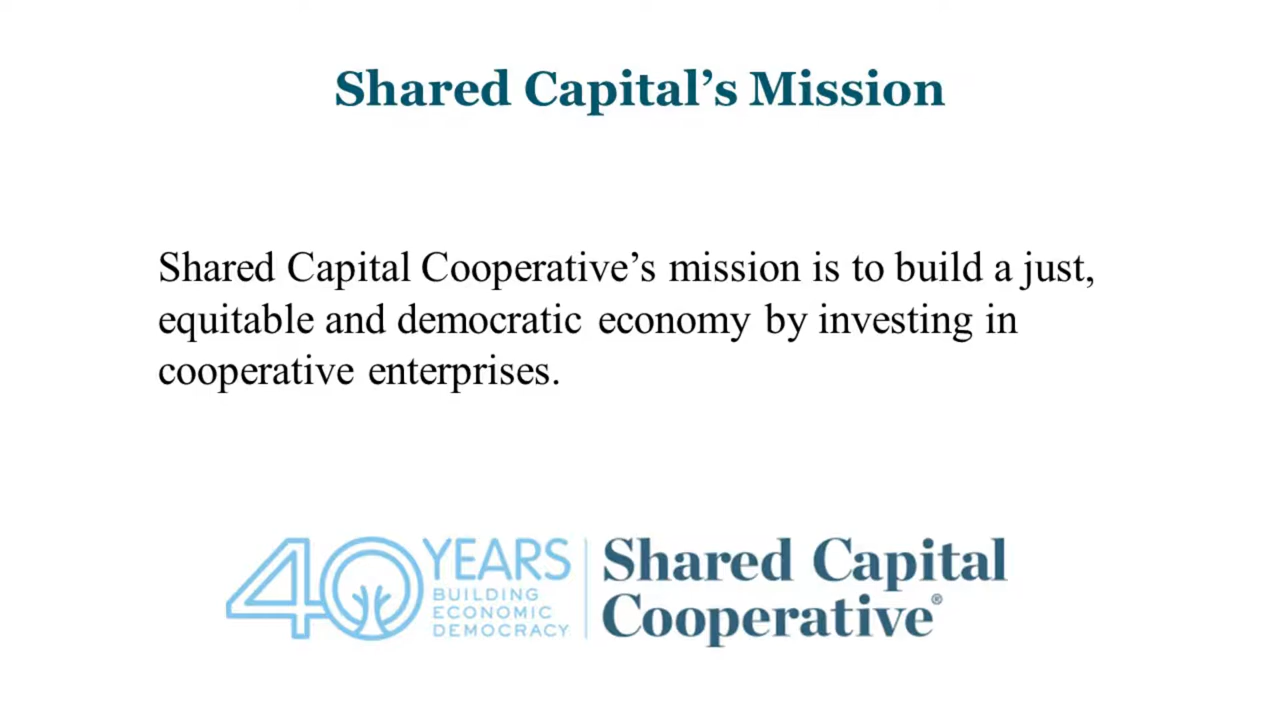 Shared Capital’s Mission
Shared Capital Cooperative’s mission is to build a just,
equitable and democratic economy by investing in
cooperative enterprises.
40 YEARS
BUILDING
ECONOMIC
DEMOCRACY
Shared Capital
Cooperative®